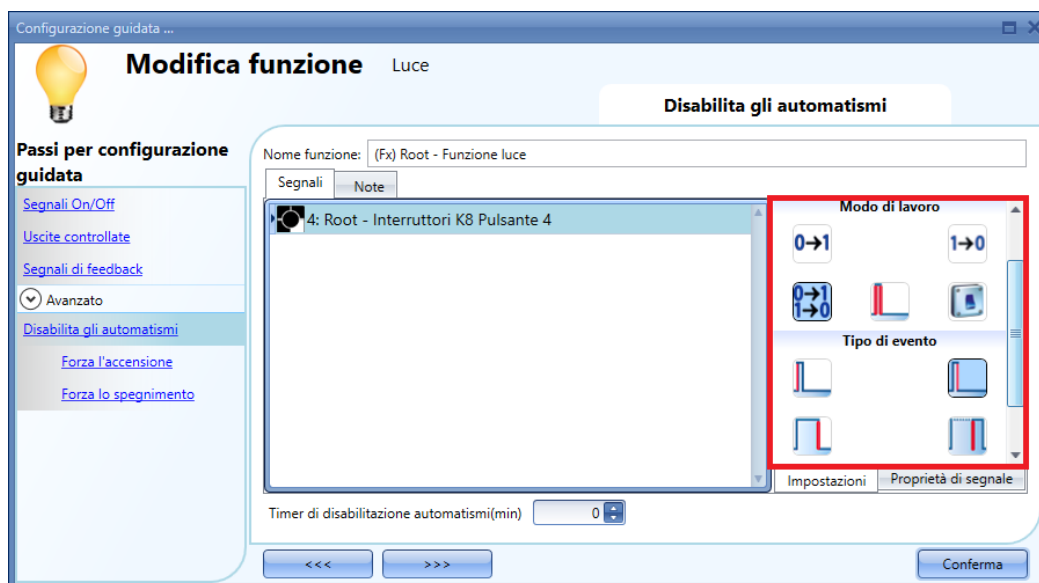 Configurazione guidata ...
Modifica funzione Luce
Disabilita gli automatismi
Passi per configurazione guidata
Segnali On/Off
Uscite controllate
Segnali di feedback
Avanzato
Disabilita gli automatismi
Forza l'accensione
Forza lo spegnimento
Nome funzione: (Fx) Root - Funzione luce
Segnali Note
4: Root - Interruttori K8 Pulsante 4
Modo di lavoro
0→1 1→0
0→1
1→0
Tipo di evento
Impostazioni Proprietà di segnale
Timer di disabilitazione automatismi(min) 0
<<< >>> Conferma